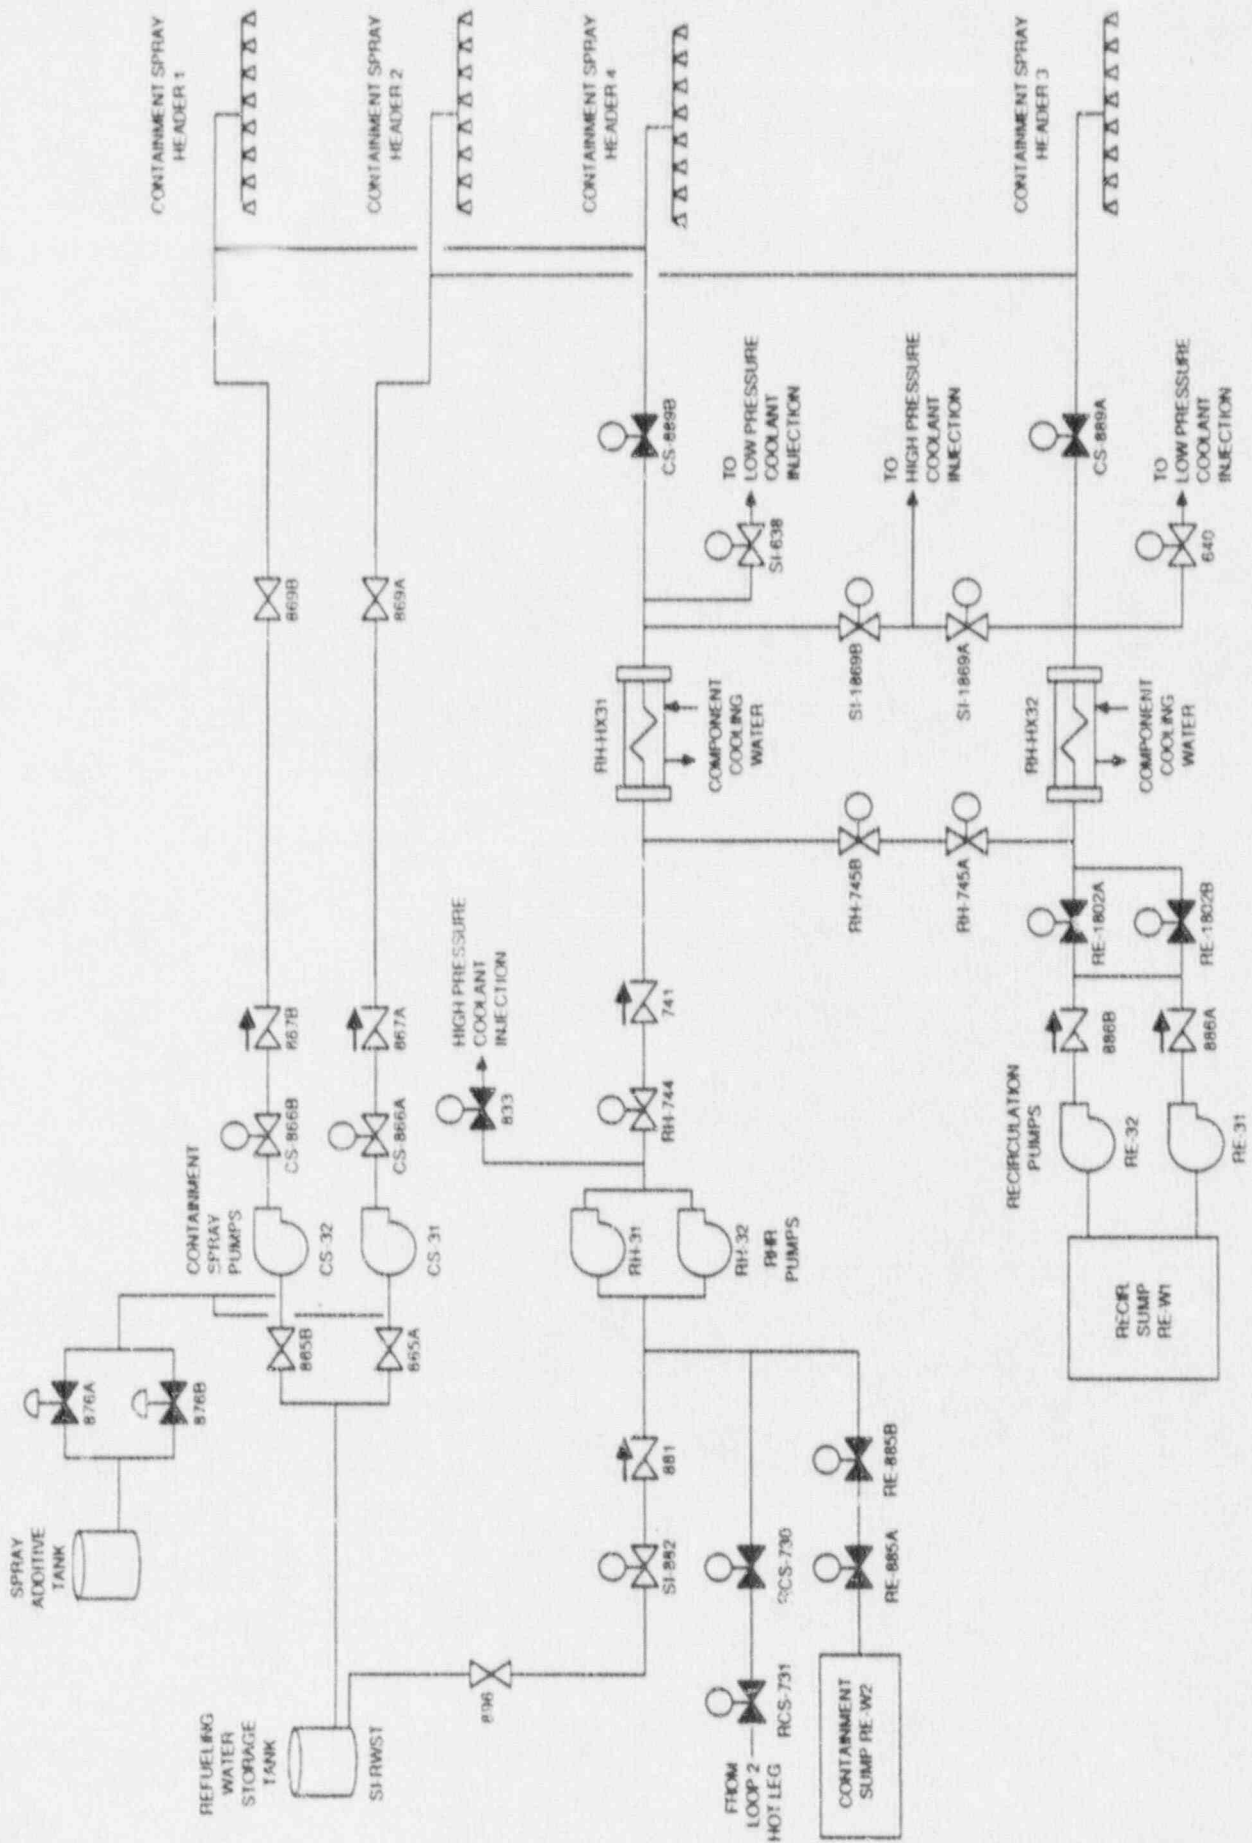 SPRAY
ADDITIVE
TANK
876A
876B
REFUELING
WATER
STORAGE
TANK
SI-RWST
885B
865A
CONTAINMENT
SPRAY
PUMPS
CS-32
CS-31
CS-866B
CS-866A
867B
867A
869B
869A
CONTAINMENT SPRAY
HEADER 1
CONTAINMENT SPRAY
HEADER 2
CONTAINMENT SPRAY
HEADER 4
CONTAINMENT SPRAY
HEADER 3
896
SI-882
881
RH-31
RH-32
RHR
PUMPS
833
HIGH PRESSURE
COOLANT
INJECTION
RH-744
741
RH-HX31
COMPONENT
COOLING
WATER
SI-638
TO
LOW PRESSURE
COOLANT
INJECTION
CS-889B
FROM
LOOP 2
HOT LEG
RCS-731
RCS-730
CONTAINMENT
SUMP RE-W2
RE-885A
RE-885B
RH-745B
RH-745A
SI-1869B
SI-1869A
TO
HIGH PRESSURE
COOLANT
INJECTION
RECIR
SUMP
RE-W1
RECIRCULATION
PUMPS
RE-32
RE-31
886B
886A
RE-1802A
RE-1802B
RH-HX32
COMPONENT
COOLING
WATER
CS-889A
640
TO
LOW PRESSURE
COOLANT
INJECTION